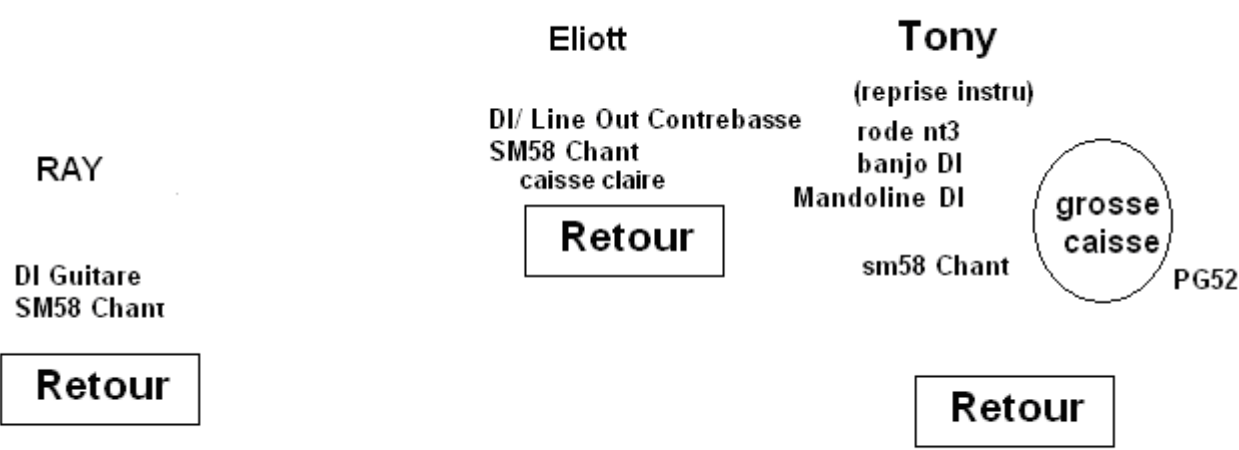 RAY
DI Guitare
SM58 Chant
Retour
Eliott
DI/ Line Out Contrebasse
SM58 Chant
caisse claire
Retour
Tony
(reprise instru)
rode nt3
banjo DI
Mandoline DI
sm58 Chant
grosse
caisse
PG52
Retour